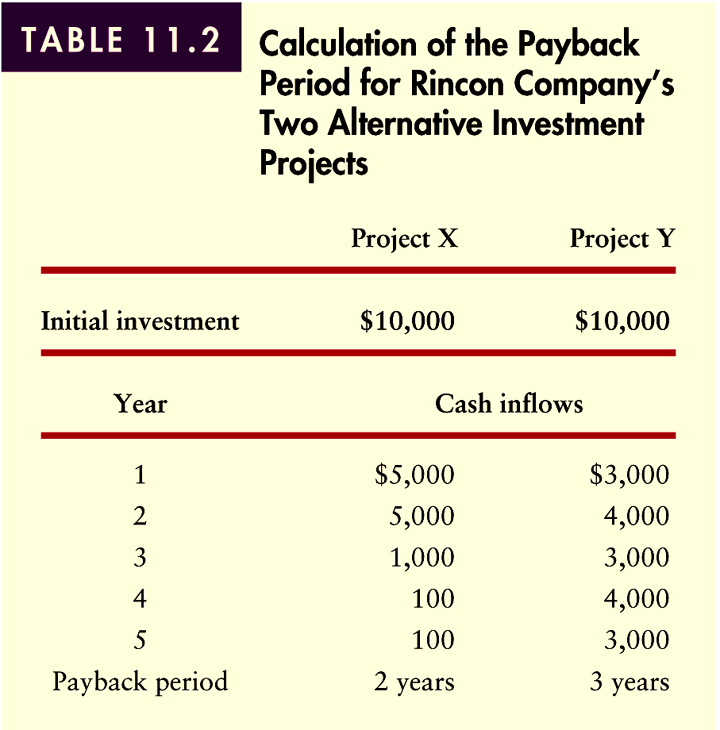 TABLE 11.2
Calculation of the Payback
Period for Rincon Company's
Two Alternative Investment
Projects
Project X Project Y
Initial investment $10,000 $10,000
Year Cash inflows
1 $5,000 $3,000
2 5,000 4,000
3 1,000 3,000
4 100 4,000
5 100 3,000
Payback period 2 years 3 years